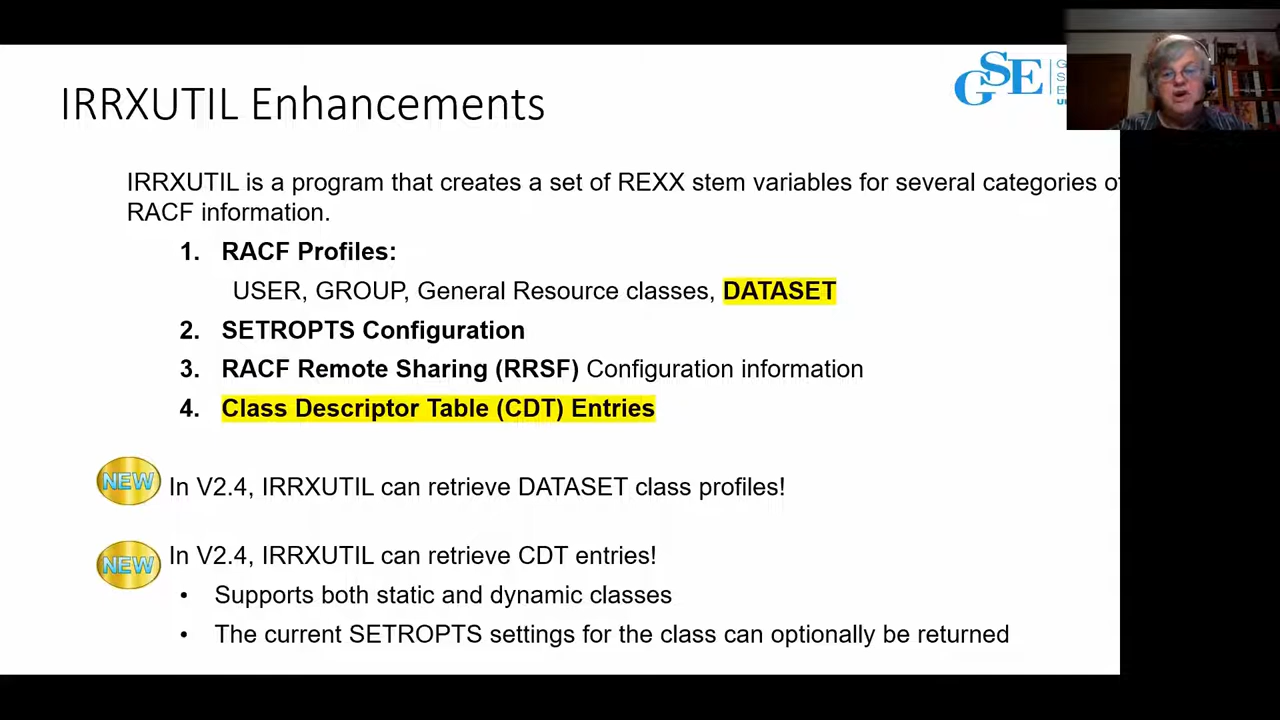 IRRXUTIL Enhancements
GSE
IRRXUTIL is a program that creates a set of REXX stem variables for several categories of
RACF information.
1. RACF Profiles:
USER, GROUP, General Resource classes, DATASET
2. SETROPTS Configuration
3. RACF Remote Sharing (RRSF) Configuration information
4. Class Descriptor Table (CDT) Entries
NEW In V2.4, IRRXUTIL can retrieve DATASET class profiles!
NEW In V2.4, IRRXUTIL can retrieve CDT entries!
• Supports both static and dynamic classes
• The current SETROPTS settings for the class can optionally be returned